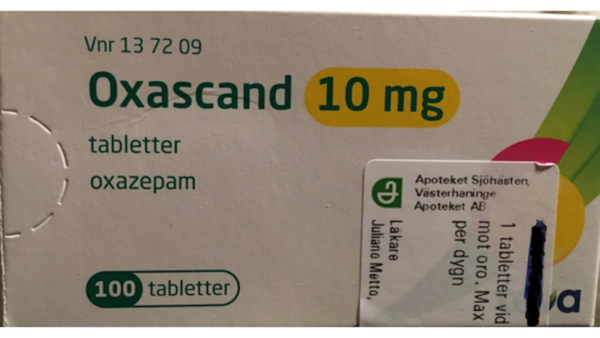 Vnr 13 72 09
Oxascand 10 mg
tabletter
oxazepam
100 tabletter
Apoteket Sjöhästen,
Västerhaninge
Apoteket AB
1 tabletter vid
mot oro. Max
per dygn
Läkare
Juliano Møtto,